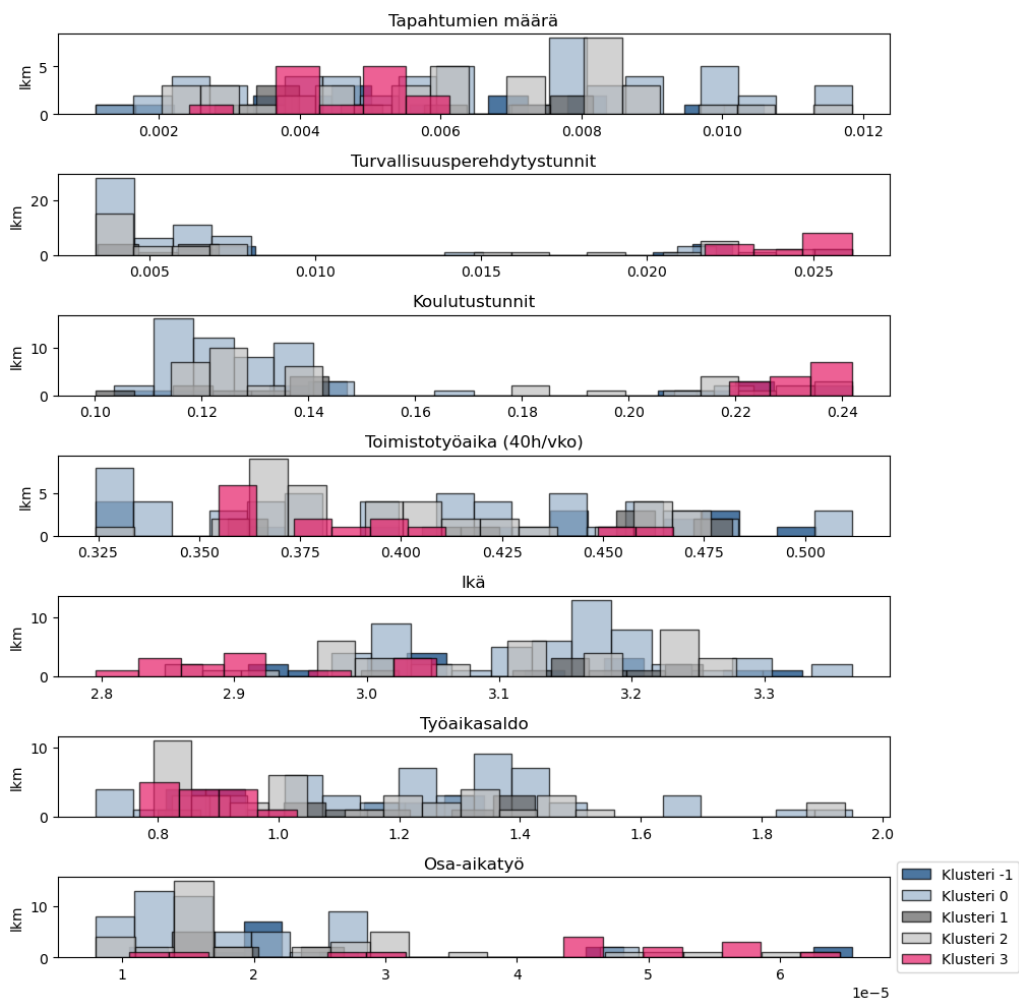 Tapahtumien määrä
lkm
5
0
0.002 0.004 0.006 0.008 0.010 0.012
Turvallisuusperehdytystunnit
lkm
20
0
0.005 0.010 0.015 0.020 0.025
Koulutustunnit
lkm
10
0
0.10 0.12 0.14 0.16 0.18 0.20 0.22 0.24
Toimistotyöaika (40h/vko)
lkm
5
0
0.325 0.350 0.375 0.400 0.425 0.450 0.475 0.500
Ikä
lkm
10
0
2.8 2.9 3.0 3.1 3.2 3.3
Työaikasaldo
lkm
10
0
0.8 1.0 1.2 1.4 1.6 1.8 2.0
Osa-aikatyö
lkm
10
0
1 2 3 4 5 6
1e−5
Klusteri -1
Klusteri 0
Klusteri 1
Klusteri 2
Klusteri 3